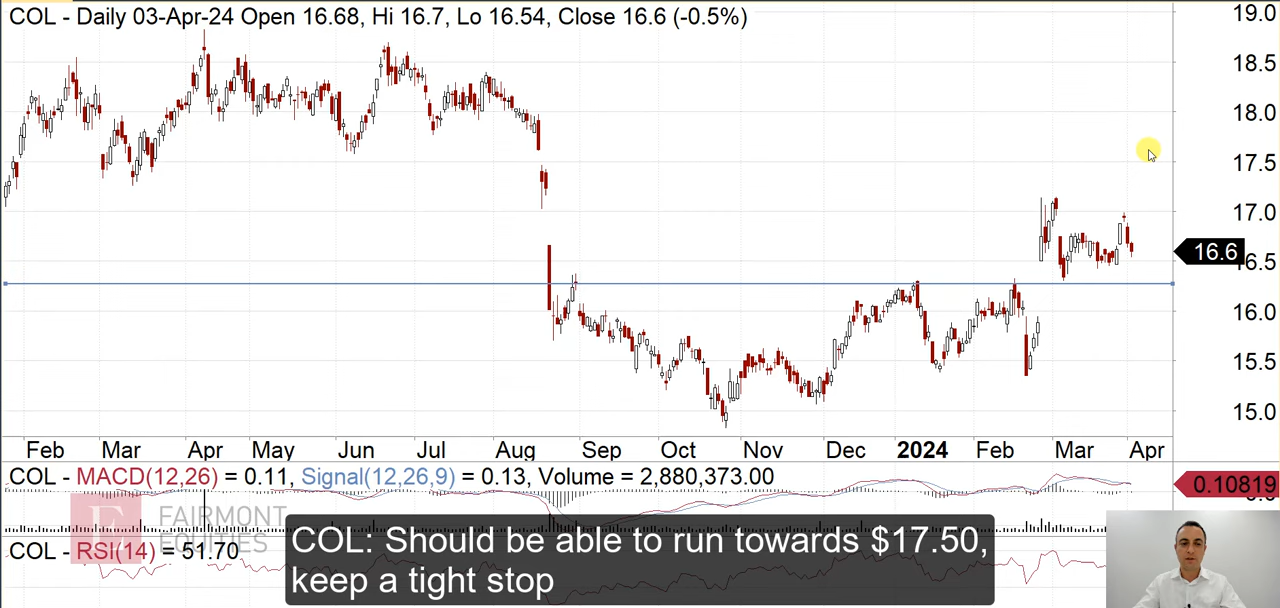 COL - Daily 03-Apr-24 Open 16.68, Hi 16.7, Lo 16.54, Close 16.6 (-0.5%)
19.0
18.5
18.0
17.5
17.0
16.6
16.5
16.0
15.5
15.0
Feb Mar Apr May Jun Jul Aug Sep Oct Nov Dec 2024 Feb Mar Apr
COL - MACD(12,26) = 0.11, Signal(12,26,9) = 0.13, Volume = 2,880,373.00
0.10819
E FAIRMONT
EQUITIES
COL - RSI(14) = 51.70
COL: Should be able to run towards $17.50,
keep a tight stop